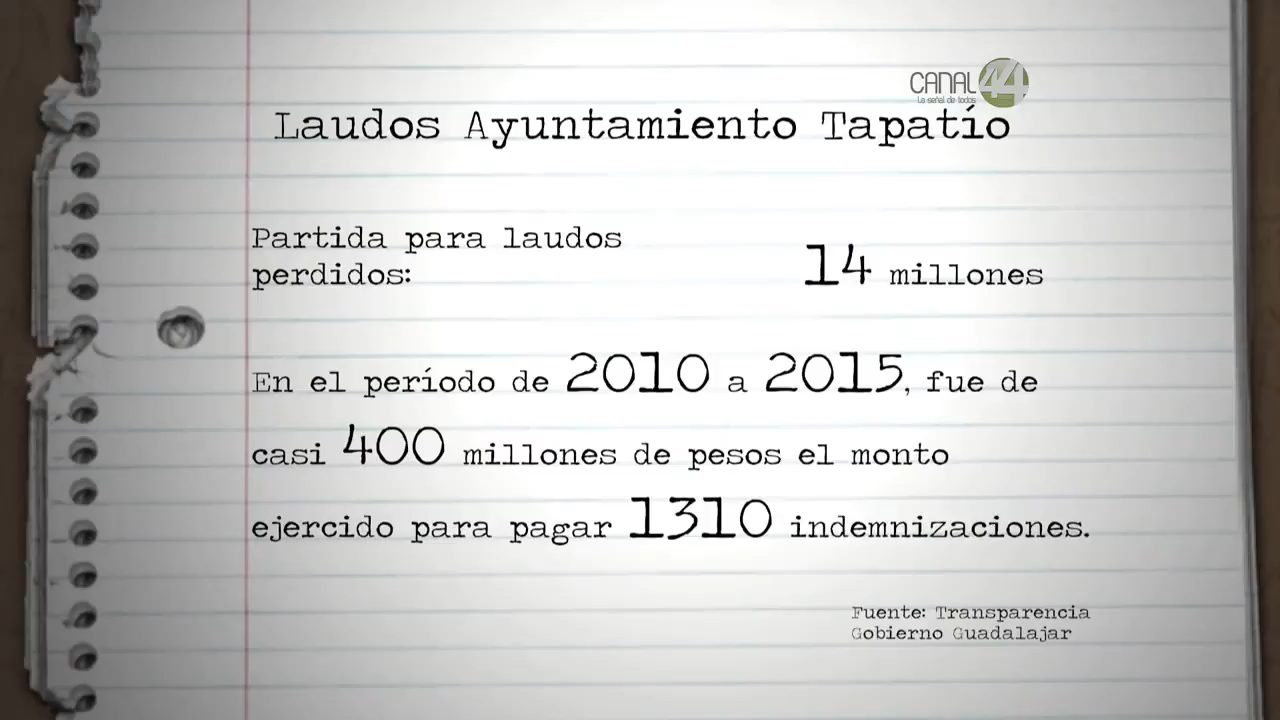 CANAL 44
La señal de todos
Laudos Ayuntamiento Tapatío
Partida para laudos
perdidos:
14 millones
En el período de 2010 a 2015, fue de
casi 400 millones de pesos el monto
ejercido para pagar 1310 indemnizaciones.
Fuente: Transparencia
Gobierno Guadalajar